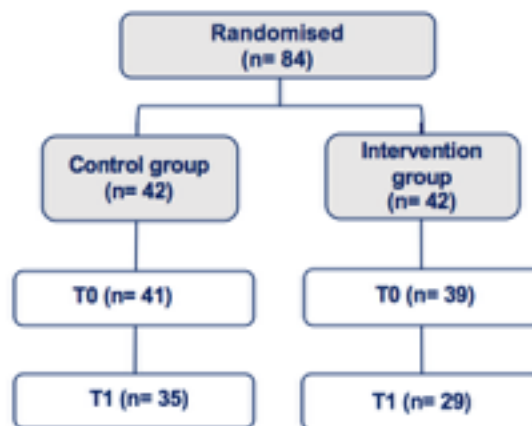 Randomised
(n= 84)
Control group
(n= 42)
Intervention
group
(n= 42)
T0 (n= 41)
T0 (n= 39)
T1 (n= 35)
T1 (n= 29)